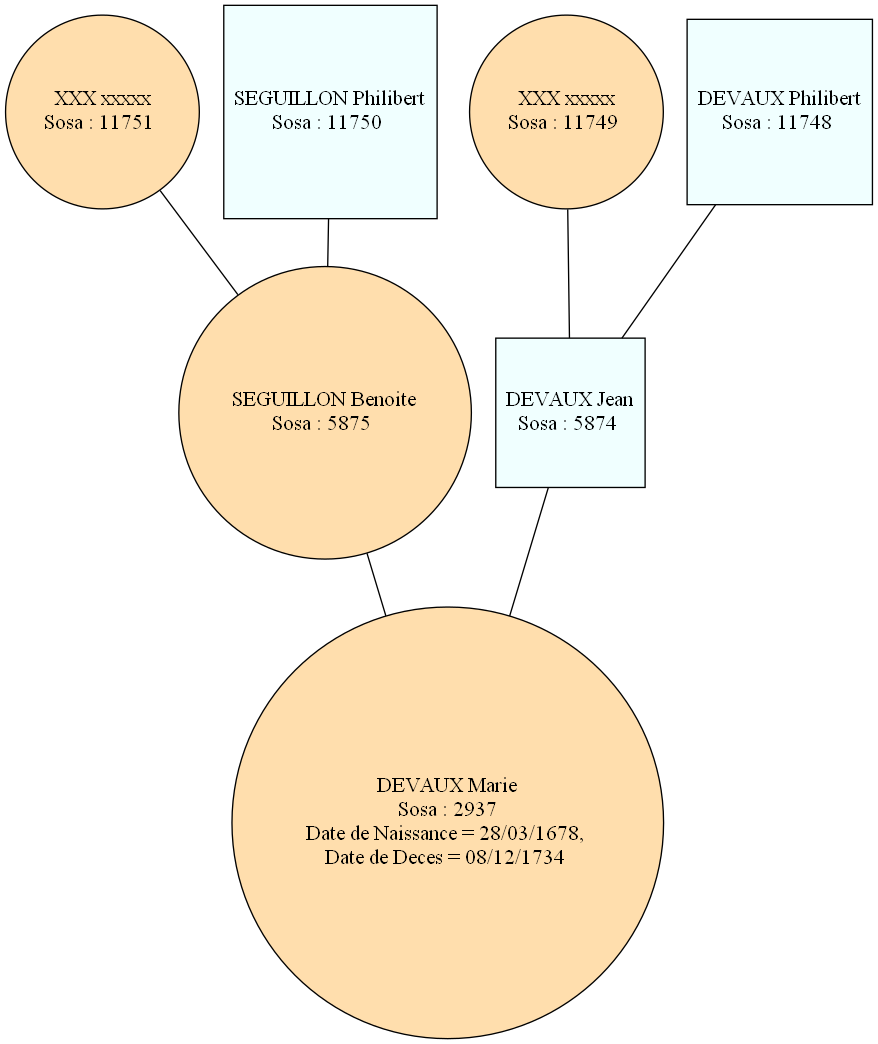 XXX xxxxx
Sosa : 11751
SEGUILLON Philibert
Sosa : 11750
XXX xxxxx
Sosa : 11749
DEVAUX Philibert
Sosa : 11748
SEGUILLON Benoite
Sosa : 5875
DEVAUX Jean
Sosa : 5874
DEVAUX Marie
Sosa : 2937
Date de Naissance = 28/03/1678,
Date de Deces = 08/12/1734